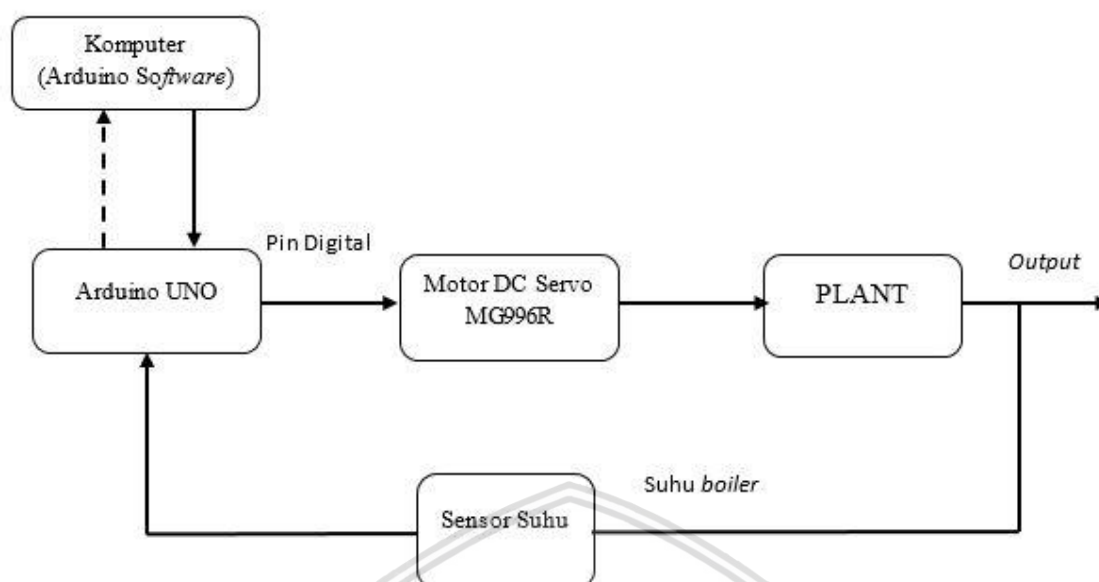 Komputer
(Arduino Software)
Pin Digital
Output
Arduino UNO
Motor DC Servo
MG996R
PLANT
Suhu boiler
Sensor Suhu